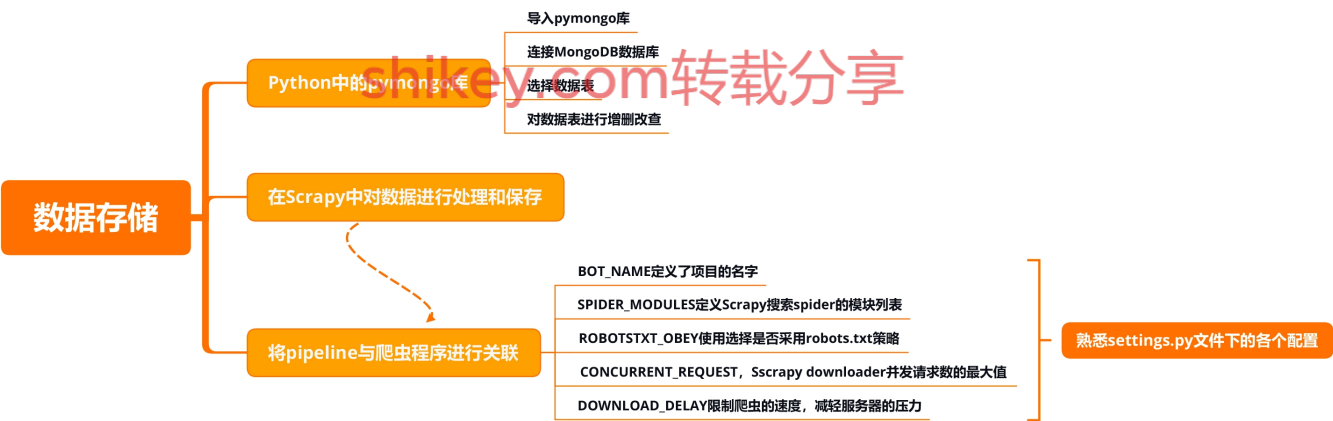 数据存储
Python中的pymongo库
导入pymongo库
连接MongoDB数据库
选择数据表
对数据表进行增删改查
shikey.com转载分享
在Scrapy中对数据进行处理和保存
将pipeline与爬虫程序进行关联
BOT_NAME定义了项目的名字
SPIDER_MODULES定义Scrapy搜索spider的模块列表
ROBOTSTXT_OBEY使用选择是否采用robots.txt策略
CONCURRENT_REQUEST，Sscrapy downloader并发请求数的最大值
DOWNLOAD_DELAY限制爬虫的速度，减轻服务器的压力
熟悉settings.py文件下的各个配置